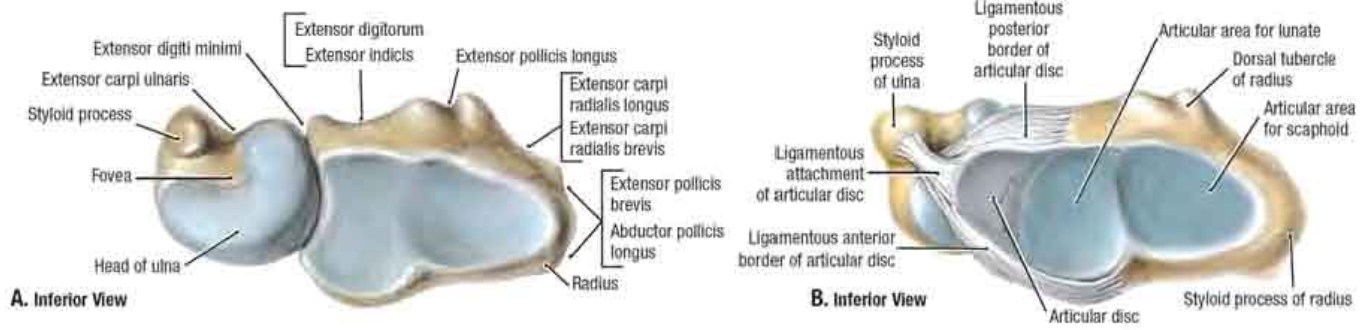 Extensor digitorum
Extensor indicis
Extensor digiti minimi
Extensor pollicis longus
Extensor carpi ulnaris
Extensor carpi
radialis longus
Extensor carpi
radialis brevis
Styloid process
Fovea
Extensor pollicis
brevis
Abductor pollicis
longus
Head of ulna
Radius
A. Inferior View
Ligamentous
posterior
border of
articular disc
Styloid
process
of ulna
Articular area for lunate
Dorsal tubercle
of radius
Articular area
for scaphoid
Ligamentous
attachment
of articular disc
Ligamentous anterior
border of articular disc
B. Inferior View
Articular disc
Styloid process of radius